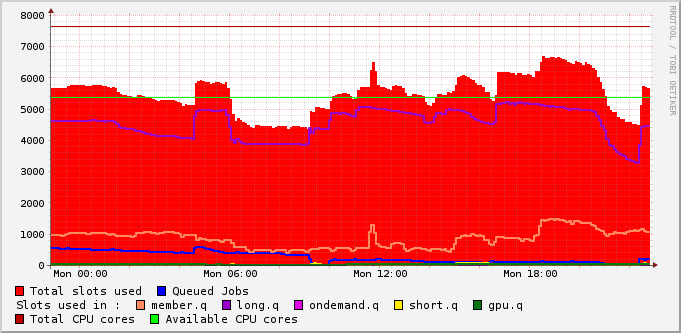 8000
7000
6000
5000
4000
3000
2000
1000
0
Mon 00:00 Mon 06:00 Mon 12:00 Mon 18:00
Total slots used Queued Jobs
Slots used in : member.q long.q ondemand.q short.q gpu.q
Total CPU cores Available CPU cores
RRDTOOL / TOBI OETIKER